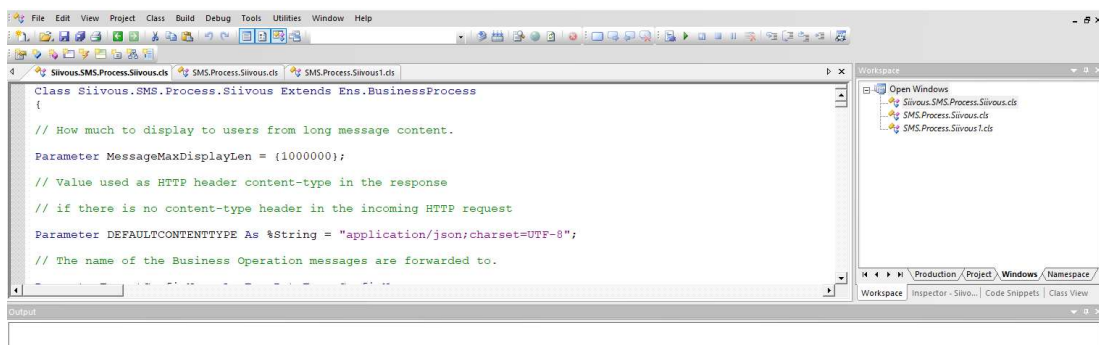 File Edit View Project Class Build Debug Tools Utilities Window Help
Siivous.SMS.Process.Siivous.cls SMS.Process.Siivous.cls SMS.Process.Siivous1.cls
Class Siivous.SMS.Process.Siivous Extends Ens.BusinessProcess
{
// How much to display to users from long message content.
Parameter MessageMaxDisplayLen = {1000000};
// Value used as HTTP header content-type in the response
// if there is no content-type header in the incoming HTTP request
Parameter DEFAULTCONTENTTYPE As %String = "application/json;charset=UTF-8";
// The name of the Business Operation messages are forwarded to.
Workspace
Open Windows
Siivous.SMS.Process.Siivous.cls
SMS.Process.Siivous.cls
SMS.Process.Siivous1.cls
Production Project Windows Namespace
Workspace Inspector - Siivo... Code Snippets Class View
Output